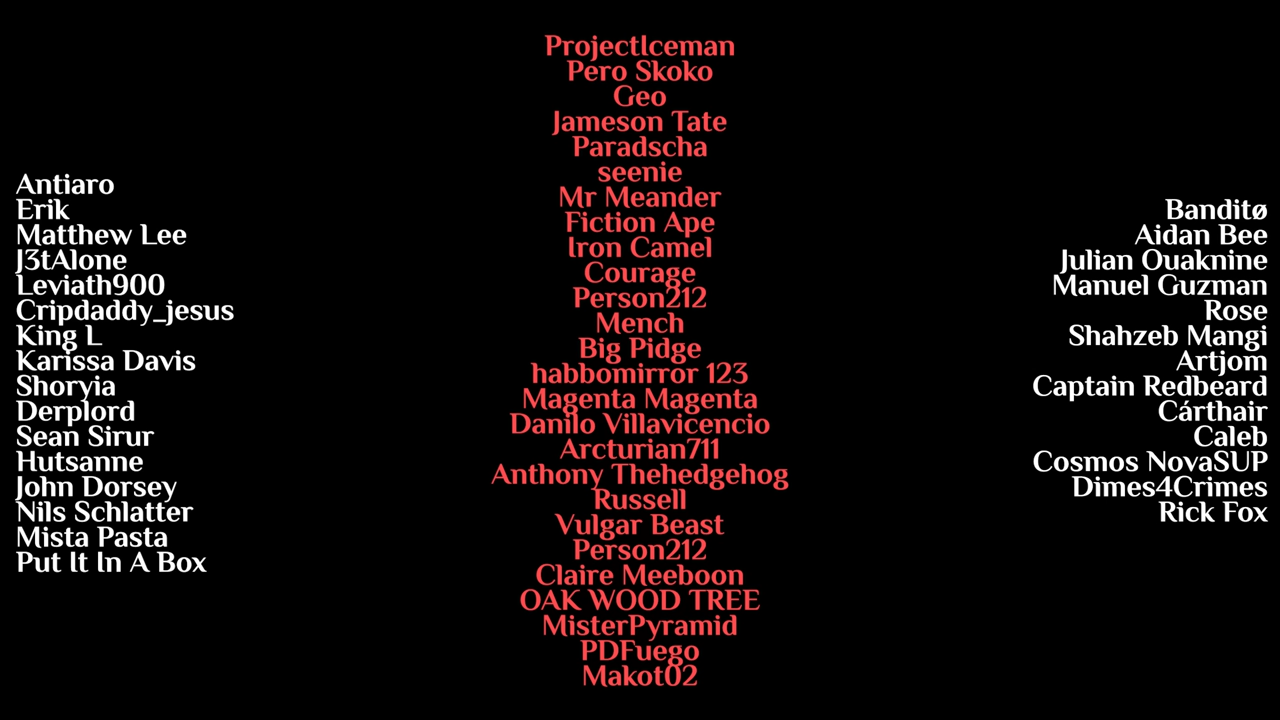 Antiaro
Erik
Matthew Lee
J3tAlone
Leviath900
Cripdaddy_jesus
King L
Karissa Davis
Shoryia
Derplord
Sean Sirur
Hutsanne
John Dorsey
Nils Schlatter
Mista Pasta
Put It In A Box
ProjectIceman
Pero Skoko
Geo
Jameson Tate
Paradscha
seenie
Mr Meander
Fiction Ape
Iron Camel
Courage
Person212
Mench
Big Pidge
habbomirror 123
Magenta Magenta
Danilo Villavicencio
Arcturian711
Anthony Thehedgehog
Russell
Vulgar Beast
Person212
Claire Meeboon
OAK WOOD TREE
MisterPyramid
PDFuego
Makot02
Banditø
Aidan Bee
Julian Ouaknine
Manuel Guzman
Rose
Shahzeb Mangi
Artjom
Captain Redbeard
Cárthair
Caleb
Cosmos NovaSUP
Dimes4Crimes
Rick Fox